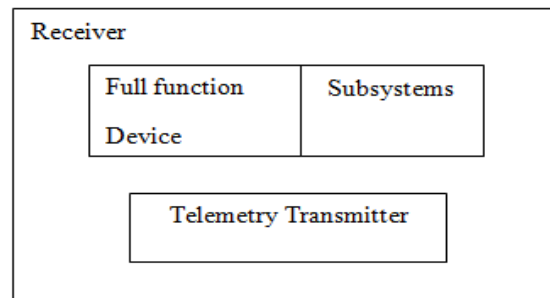 Receiver
Full function
Device
Subsystems
Telemetry Transmitter